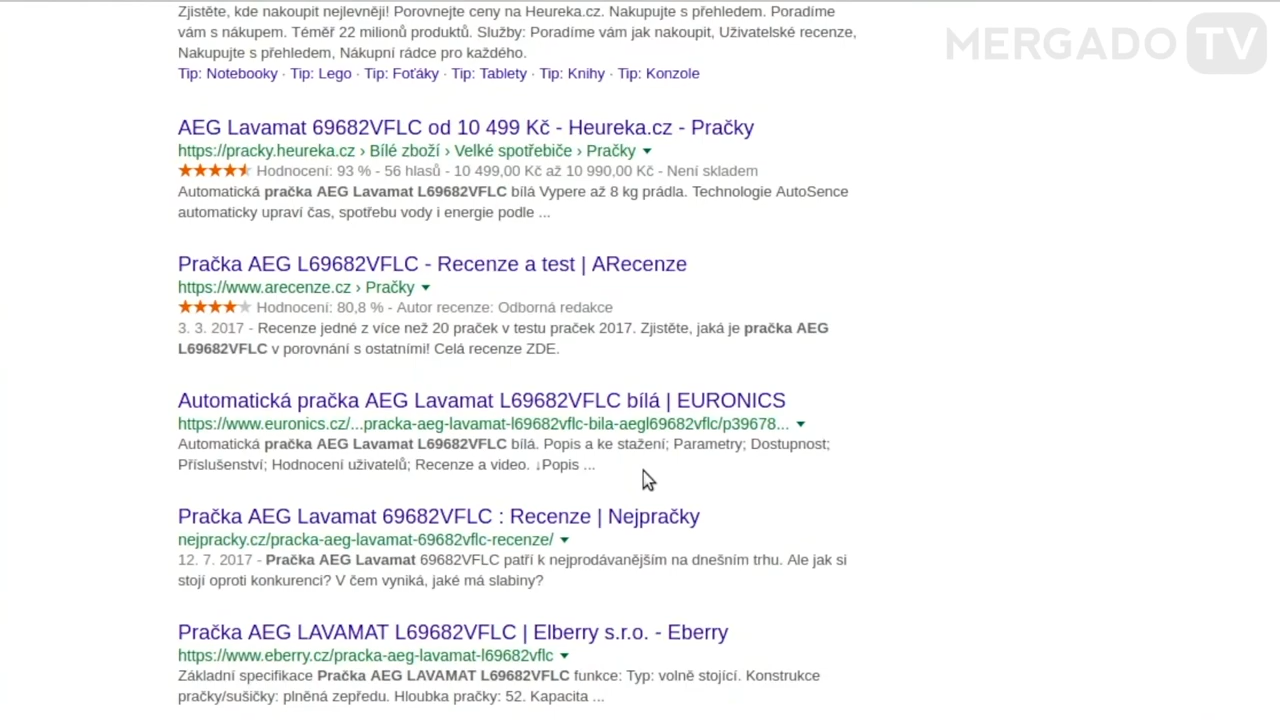 Zjistěte, kde nakoupit nejlevněji! Porovnejte ceny na Heureka.cz. Nakupujte s přehledem. Poradíme
vám s nákupem. Téměř 22 milionů produktů. Služby: Poradíme vám jak nakoupit, Uživatelské recenze,
Nakupujte s přehledem, Nákupní rádce pro každého.
Tip: Notebooky · Tip: Lego · Tip: Foťáky · Tip: Tablety · Tip: Knihy · Tip: Konzole
MERGADO TV
AEG Lavamat 69682VFLC od 10 499 Kč - Heureka.cz - Pračky
https://pracky.heureka.cz › Bílé zboží › Velké spotřebiče › Pračky
Hodnocení: 93 % - 56 hlasů - 10 499,00 Kč až 10 990,00 Kč - Není skladem
Automatická pračka AEG Lavamat L69682VFLC bílá Vypere až 8 kg prádla. Technologie AutoSence
automaticky upraví čas, spotřebu vody i energie podle ...
Pračka AEG L69682VFLC - Recenze a test | ARecenze
https://www.arecenze.cz › Pračky
Hodnocení: 80,8 % - Autor recenze: Odborná redakce
3. 3. 2017 - Recenze jedné z více než 20 praček v testu praček 2017. Zjistěte, jaká je pračka AEG
L69682VFLC v porovnání s ostatními! Celá recenze ZDE.
Automatická pračka AEG Lavamat L69682VFLC bílá | EURONICS
https://www.euronics.cz/...pracka-aeg-lavamat-l69682vflc-bila-aegl69682vflc/p39678...
Automatická pračka AEG Lavamat L69682VFLC bílá. Popis a ke stažení; Parametry; Dostupnost;
Příslušenství; Hodnocení uživatelů; Recenze a video. ↓Popis ...
Pračka AEG Lavamat 69682VFLC : Recenze | Nejpračky
nejpracky.cz/pracka-aeg-lavamat-69682vflc-recenze/
12. 7. 2017 - Pračka AEG Lavamat 69682VFLC patří k nejprodávanějším na dnešním trhu. Ale jak si
stojí oproti konkurenci? V čem vyniká, jaké má slabiny?
Pračka AEG LAVAMAT L69682VFLC | Elberry s.r.o. - Eberry
https://www.eberry.cz/pracka-aeg-lavamat-l69682vflc
Základní specifikace Pračka AEG LAVAMAT L69682VFLC funkce: Typ: volně stojící. Konstrukce
pračky/sušičky: plněná zepředu. Hloubka pračky: 52. Kapacita ...